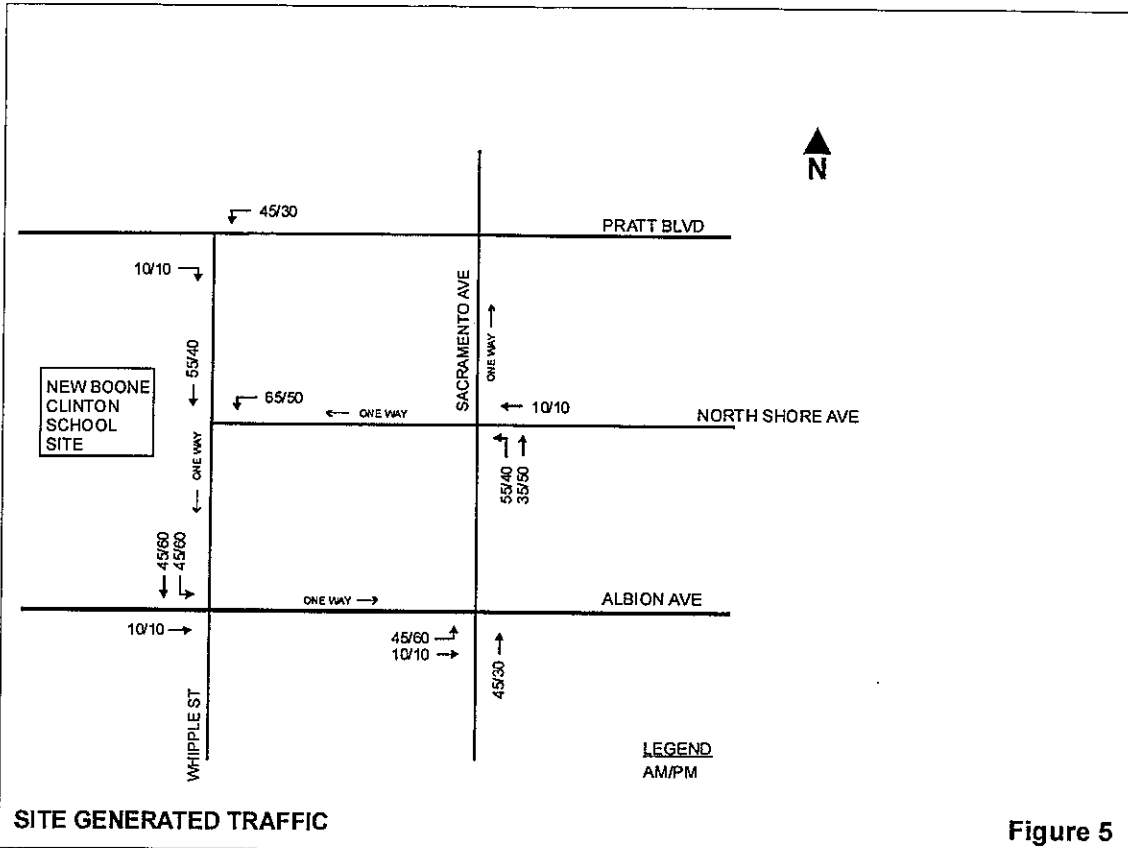 N
45/30
PRATT BLVD
10/10
SACRAMENTO AVE
ONE WAY
55/40
NEW BOONE
CLINTON
SCHOOL
SITE
65/50
ONE WAY
10/10
NORTH SHORE AVE
ONE WAY
55/40
35/50
45/60
45/60
ONE WAY
ALBION AVE
10/10
45/60
10/10
45/30
WHIPPLE ST
LEGEND
AM/PM
SITE GENERATED TRAFFIC
Figure 5